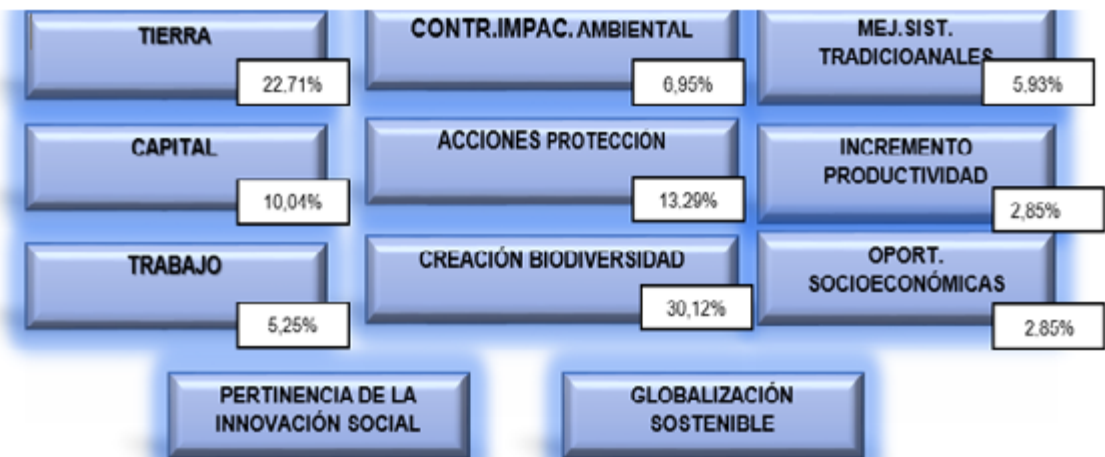 TIERRA
22,71%
CONTR.IMPAC. AMBIENTAL
6,95%
MEJ.SIST.
TRADICIOANALES
5,93%
CAPITAL
10,04%
ACCIONES PROTECCIÓN
13.29%
INCREMENTO
PRODUCTIVIDAD
2,85%
TRABAJO
5,25%
CREACIÓN BIODIVERSIDAD
30,12%
OPORT.
SOCIOECONÓMICAS
2.85%
PERTINENCIA DE LA
INNOVACIÓN SOCIAL
GLOBALIZACIÓN
SOSTENIBLE